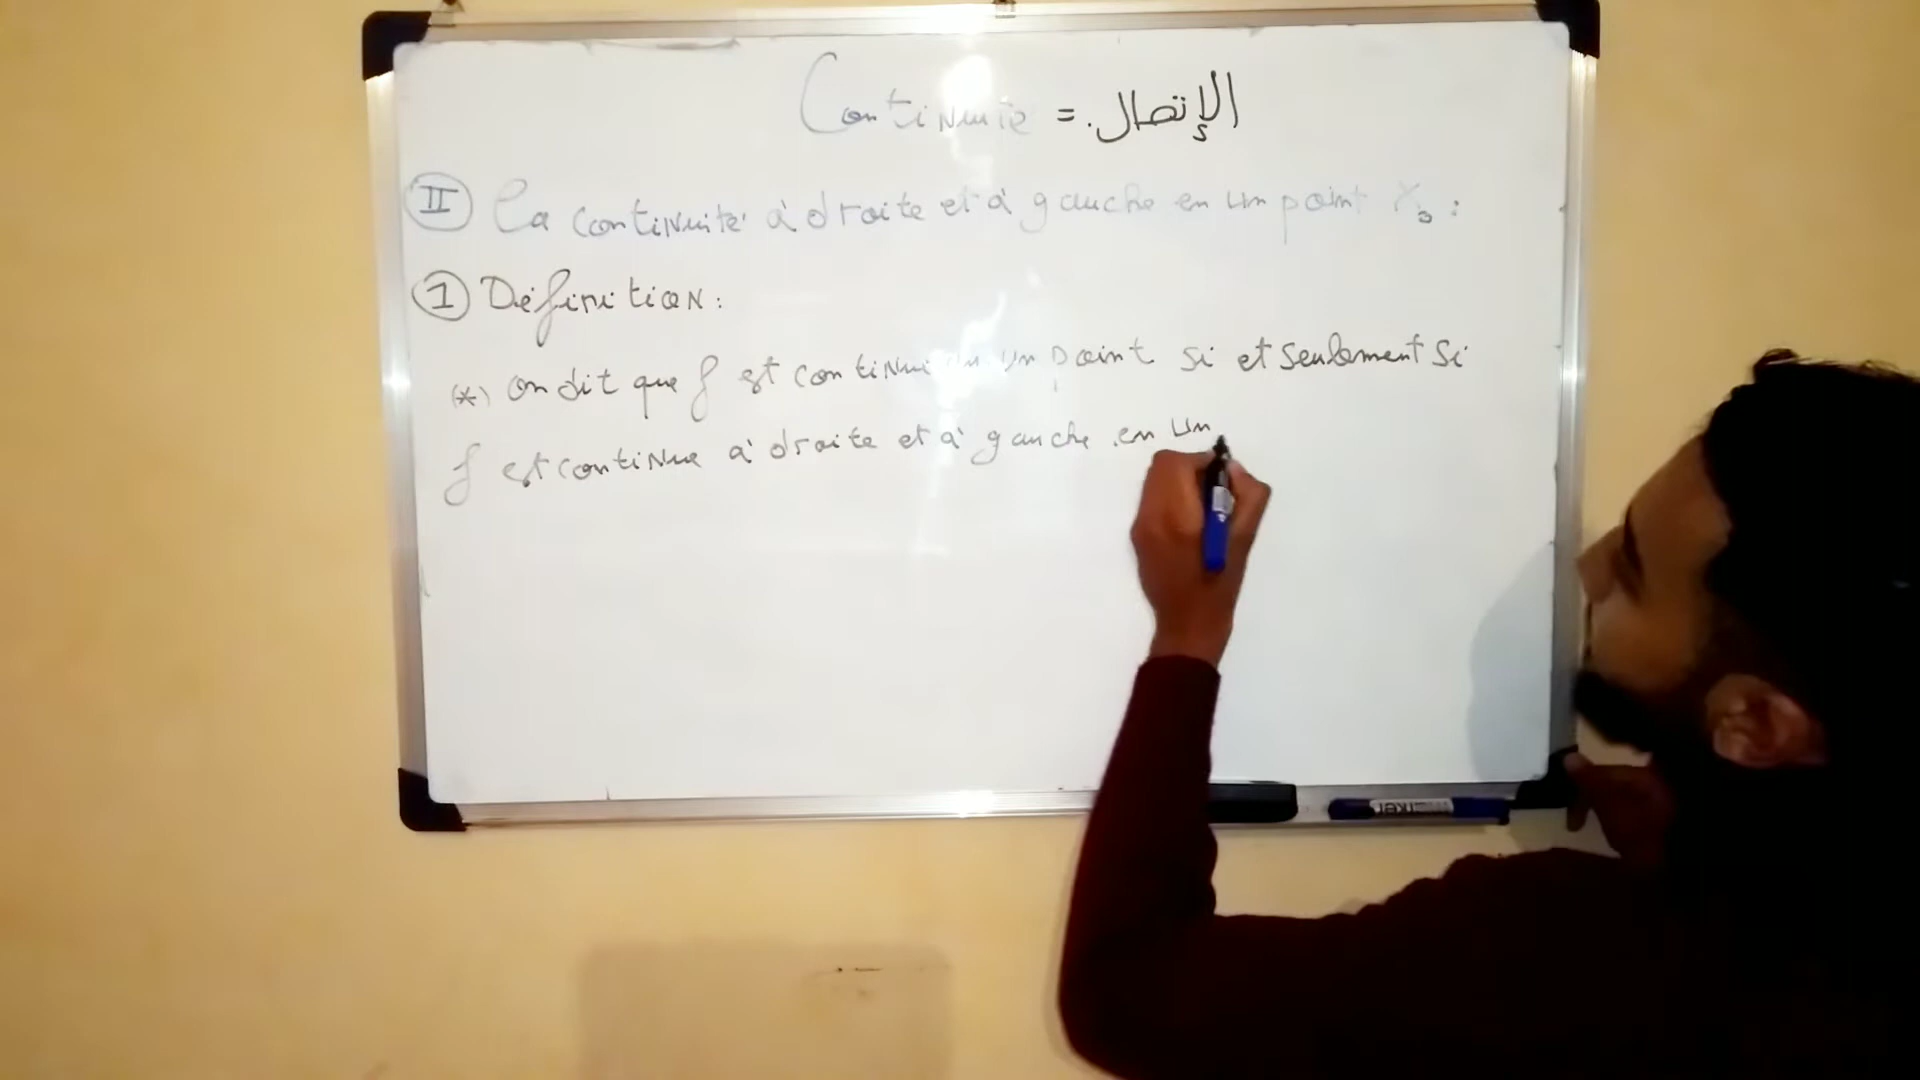 Continuité = الإتصال.
II La continuité à droite et à gauche en un point X₀ :
1 Définition :
(*) on dit que f est continue en un point si et seulement si
f est continue à droite et à gauche en un